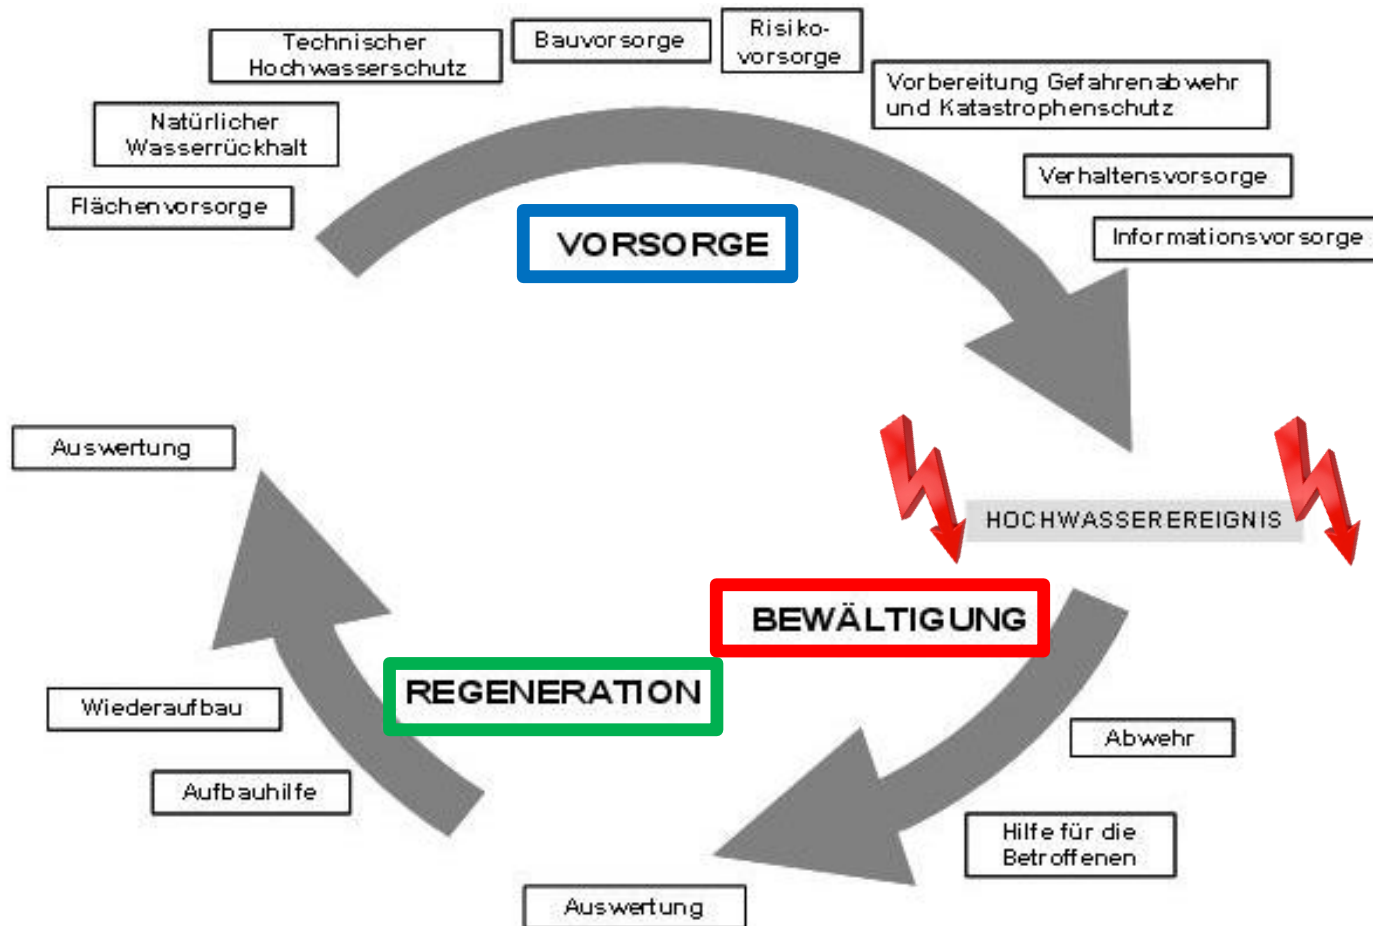 Technischer
Hochwasserschutz
Bauvorsorge
Risiko-
vorsorge
Vorbereitung Gefahrenabwehr
und Katastrophenschutz
Natürlicher
Wasserrückhalt
Verhaltensvorsorge
Flächenvorsorge
Informationsvorsorge
VORSORGE
Auswertung
HOCHWASSEREREIGNIS
BEWÄLTIGUNG
REGENERATION
Wiederaufbau
Abwehr
Aufbauhilfe
Hilfe für die
Betroffenen
Auswertung